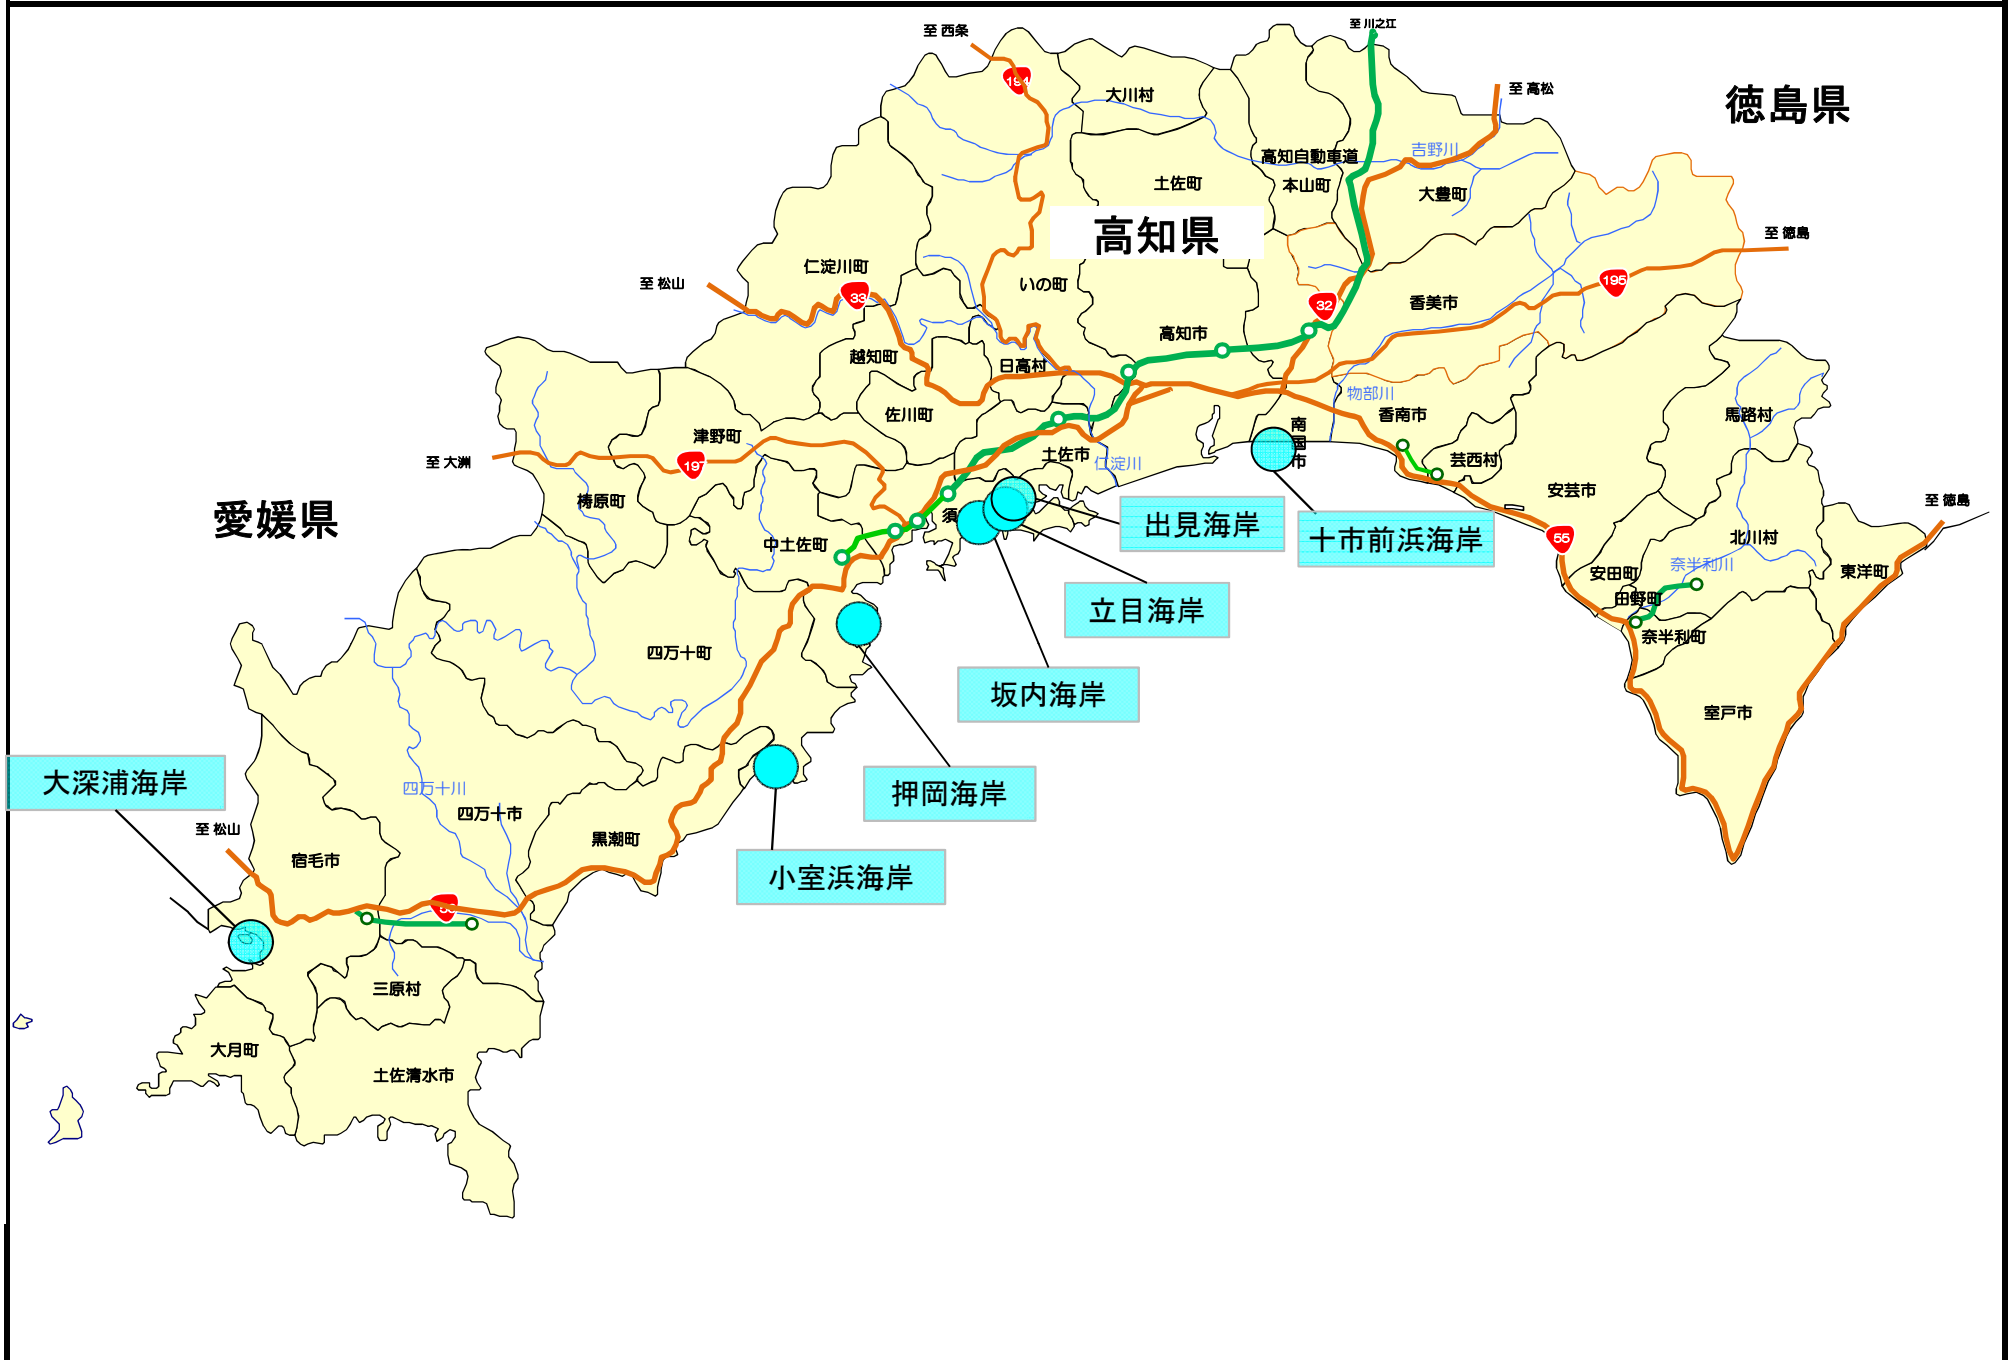 至 川之江
至 西条
194
大川村
至 高松
徳島県
高知自動車道
吉野川
土佐町
本山町
大豊町
高知県
至 徳島
仁淀川町
至 松山
いの町
33
195
32
香美市
高知市
越知町
日高村
物部川
佐川町
香南市
馬路村
津野町
南国市
土佐市
至 大洲
197
仁淀川
芸西村
安芸市
梼原町
至 徳島
愛媛県
須
出見海岸
十市前浜海岸
55
北川村
中土佐町
奈半利川
安田町
東洋町
田野町
立目海岸
奈半利町
四万十町
坂内海岸
室戸市
大深浦海岸
四万十川
押岡海岸
四万十市
至 松山
黒潮町
宿毛市
小室浜海岸
三原村
大月町
土佐清水市